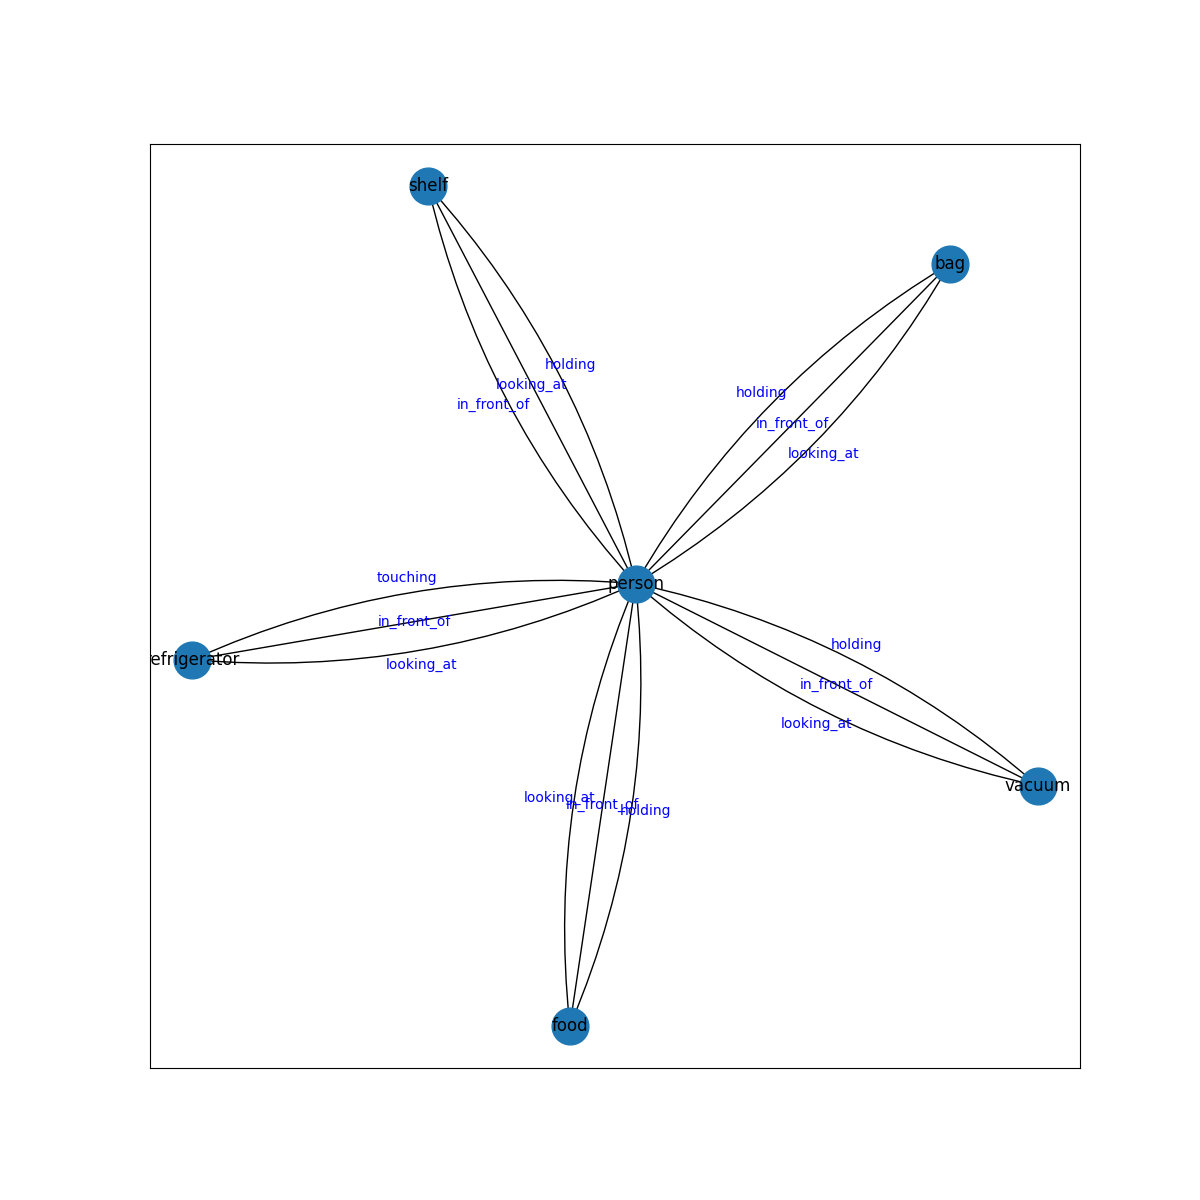 shelf
bag
holding
looking_at
holding
in_front_of
in_front_of
looking_at
touching
person
in_front_of
holding
efrigerator
looking_at
in_front_of
looking_at
vacuum
looking_at
in_front_of
holding
food